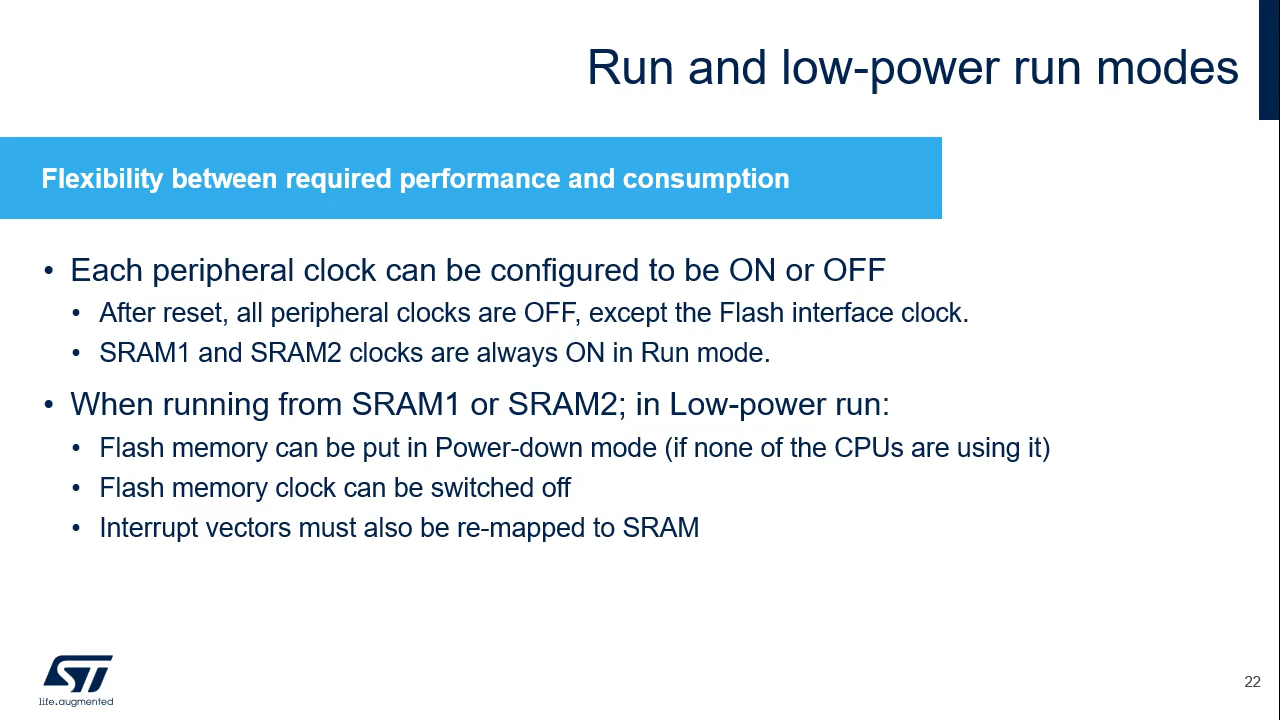 Run and low-power run modes
Flexibility between required performance and consumption
• Each peripheral clock can be configured to be ON or OFF
• After reset, all peripheral clocks are OFF, except the Flash interface clock.
• SRAM1 and SRAM2 clocks are always ON in Run mode.
• When running from SRAM1 or SRAM2; in Low-power run:
• Flash memory can be put in Power-down mode (if none of the CPUs are using it)
• Flash memory clock can be switched off
• Interrupt vectors must also be re-mapped to SRAM
ST
life.augmented
22